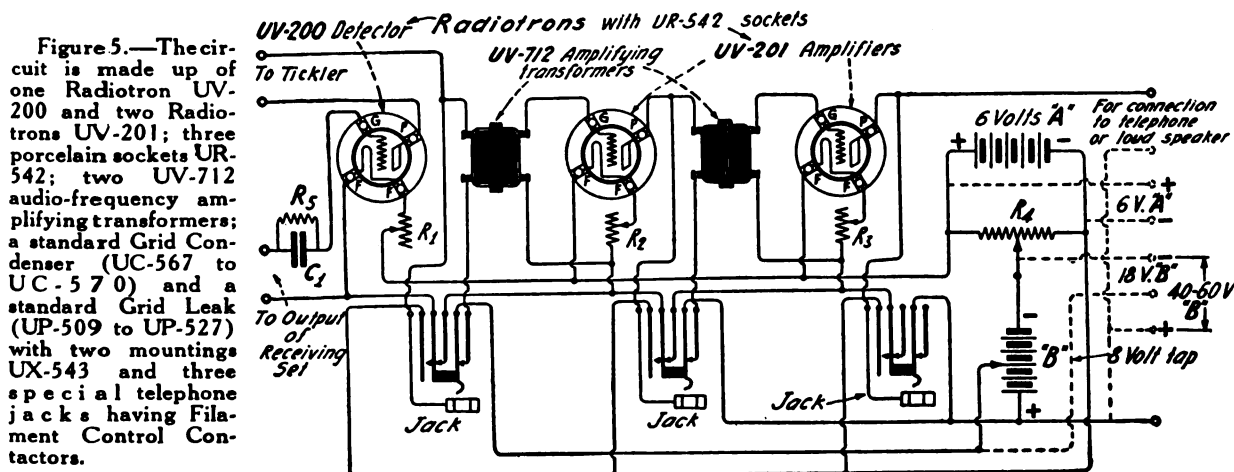 Figure 5.—The cir-
cuit is made up of
one Radiotron UV-
200 and two Radio-
trons UV-201; three
porcelain sockets UR-
542; two UV-712
audio-frequency am-
plifying transformers;
a standard Grid Con-
denser (UC-567 to
UC-570) and a
standard Grid Leak
(UP-509 to UP-527)
with two mountings
UX-543 and three
special telephone
jacks having Fila-
ment Control Con-
tactors.
UV-200 Detector
Radiotrons with UR-542 sockets
UV-712 Amplifying
transformers
UV-201 Amplifiers
To Tickler
G P
F F
G P
F F
G P
F F
6 Volts "A"
+ -
For connection
to telephone
or loud speaker
+
6 V. "A"
-
R5
C1
R1
R2
R3
R4
-
18 V. "B"
40-60 V
"B"
+
To Output
of
Receiving
Set
-
"B"
+
8 Volt tap
Jack
Jack
Jack